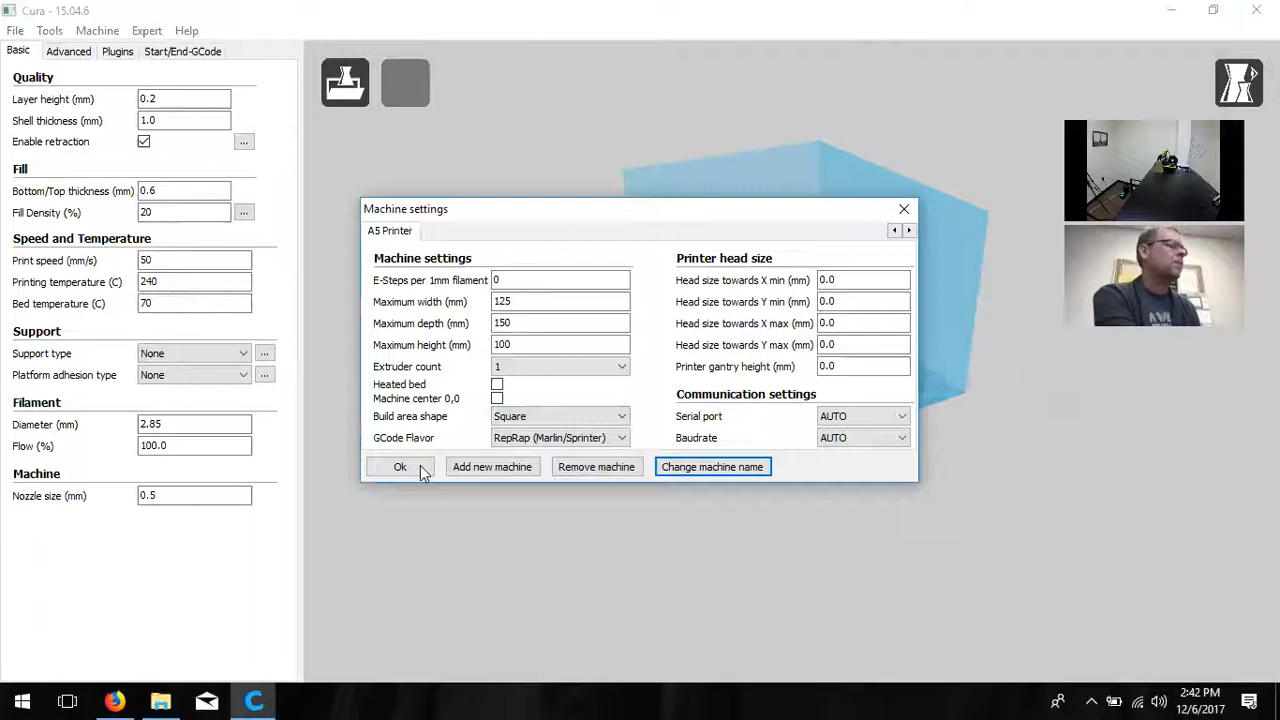 Cura - 15.04.6
File Tools Machine Expert Help
Basic Advanced Plugins Start/End-GCode
Quality
Layer height (mm) 0.2
Shell thickness (mm) 1.0
Enable retraction ...
Fill
Bottom/Top thickness (mm) 0.6
Fill Density (%) 20 ...
Speed and Temperature
Print speed (mm/s) 50
Printing temperature (C) 240
Bed temperature (C) 70
Support
Support type None ...
Platform adhesion type None ...
Filament
Diameter (mm) 2.85
Flow (%) 100.0
Machine
Nozzle size (mm) 0.5
Machine settings
A5 Printer
Machine settings
E-Steps per 1mm filament 0
Maximum width (mm) 125
Maximum depth (mm) 150
Maximum height (mm) 100
Extruder count 1
Heated bed
Machine center 0,0
Build area shape Square
GCode Flavor RepRap (Marlin/Sprinter)
Printer head size
Head size towards X min (mm) 0.0
Head size towards Y min (mm) 0.0
Head size towards X max (mm) 0.0
Head size towards Y max (mm) 0.0
Printer gantry height (mm) 0.0
Communication settings
Serial port AUTO
Baudrate AUTO
Ok Add new machine Remove machine Change machine name
2:42 PM
12/6/2017